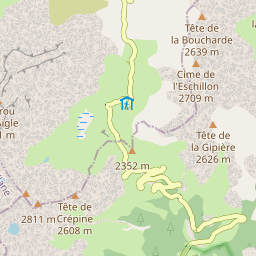 Tête de
la Boucharde
2639 m
Cime de
l'Eschillon
2709 m
Tête de
la Gipière
2626 m
2352 m
Tête de
Crépine
2608 m
2811 m